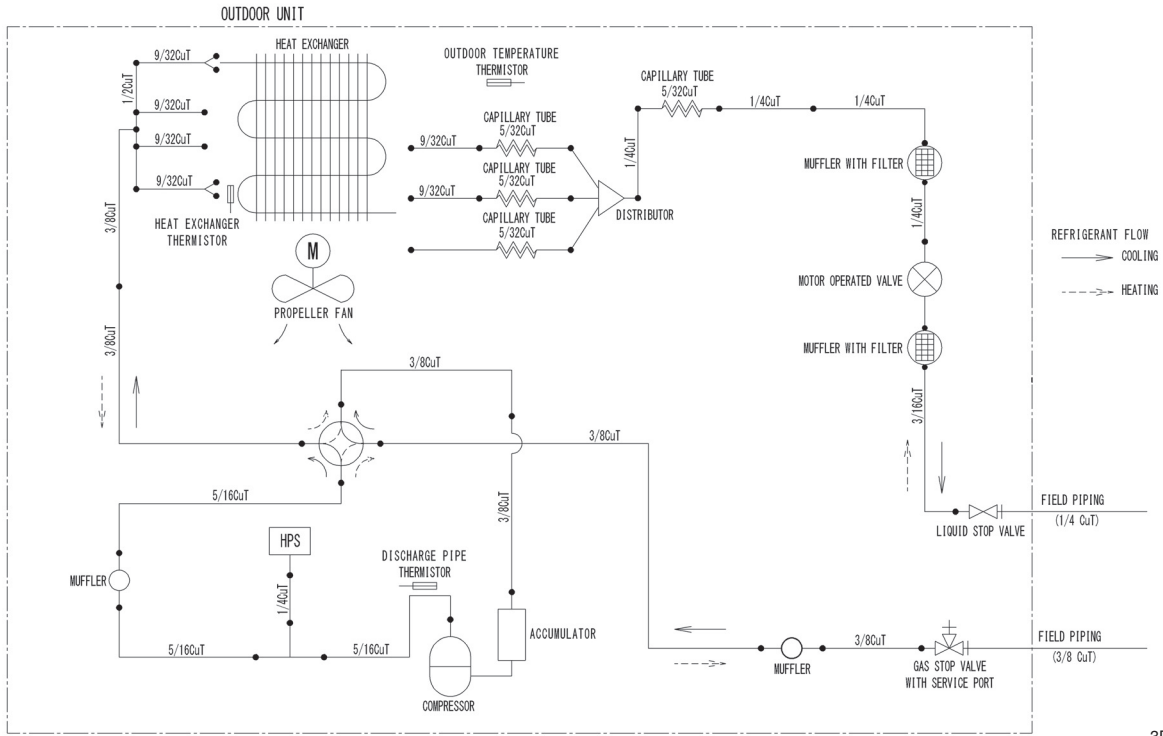 OUTDOOR UNIT
HEAT EXCHANGER
9/32CuT
1/2CuT
9/32CuT
9/32CuT
9/32CuT
HEAT EXCHANGER
THERMISTOR
3/8CuT
3/8CuT
M
PROPELLER FAN
OUTDOOR TEMPERATURE
THERMISTOR
CAPILLARY TUBE
5/32CuT
9/32CuT
CAPILLARY TUBE
5/32CuT
9/32CuT
CAPILLARY TUBE
5/32CuT
DISTRIBUTOR
1/4CuT
CAPILLARY TUBE
5/32CuT
1/4CuT
1/4CuT
MUFFLER WITH FILTER
1/4CuT
MOTOR OPERATED VALVE
MUFFLER WITH FILTER
3/16CuT
REFRIGERANT FLOW
COOLING
HEATING
3/8CuT
3/8CuT
3/8CuT
5/16CuT
HPS
1/4CuT
MUFFLER
5/16CuT
5/16CuT
DISCHARGE PIPE
THERMISTOR
ACCUMULATOR
COMPRESSOR
LIQUID STOP VALVE
FIELD PIPING
(1/4 CuT)
MUFFLER
3/8CuT
GAS STOP VALVE
WITH SERVICE PORT
FIELD PIPING
(3/8 CuT)